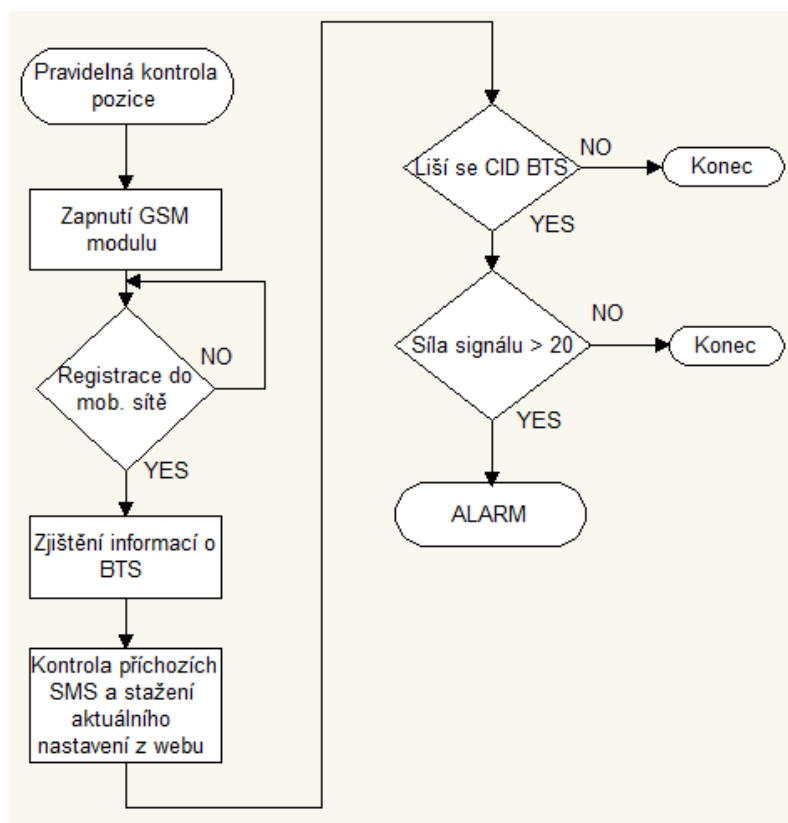 Pravidelná kontrola
pozice
Zapnutí GSM
modulu
Registrace do
mob. sítě
NO
YES
Zjištění informací o
BTS
Kontrola příchozích
SMS a stažení
aktuálního
nastavení z webu
Liší se CID BTS
NO
Konec
YES
Síla signálu > 20
NO
Konec
YES
ALARM